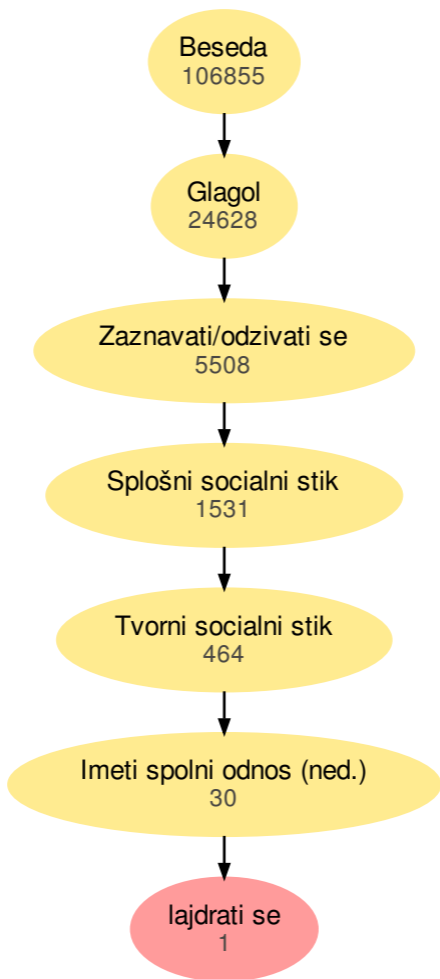 Beseda
106855
Glagol
24628
Zaznavati/odzivati se
5508
Splošni socialni stik
1531
Tvorni socialni stik
464
Imeti spolni odnos (ned.)
30
lajdrati se
1